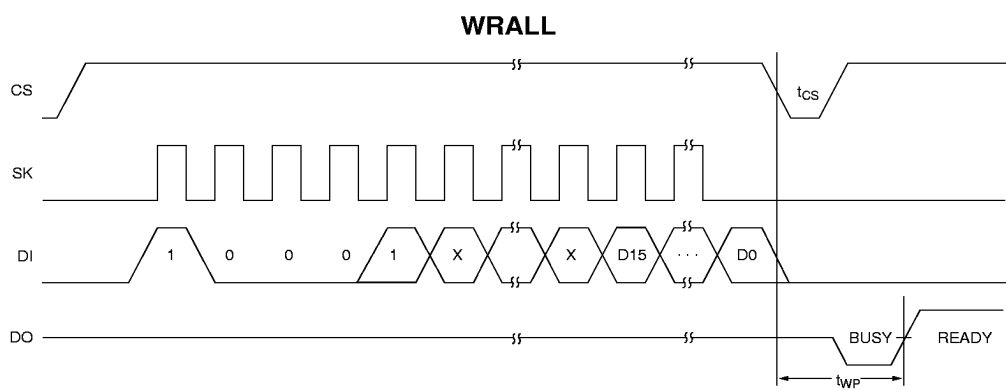 WRALL
CS
tCS
SK
DI 1 0 0 0 1 X X D15 ··· D0
DO BUSY READY
tWP